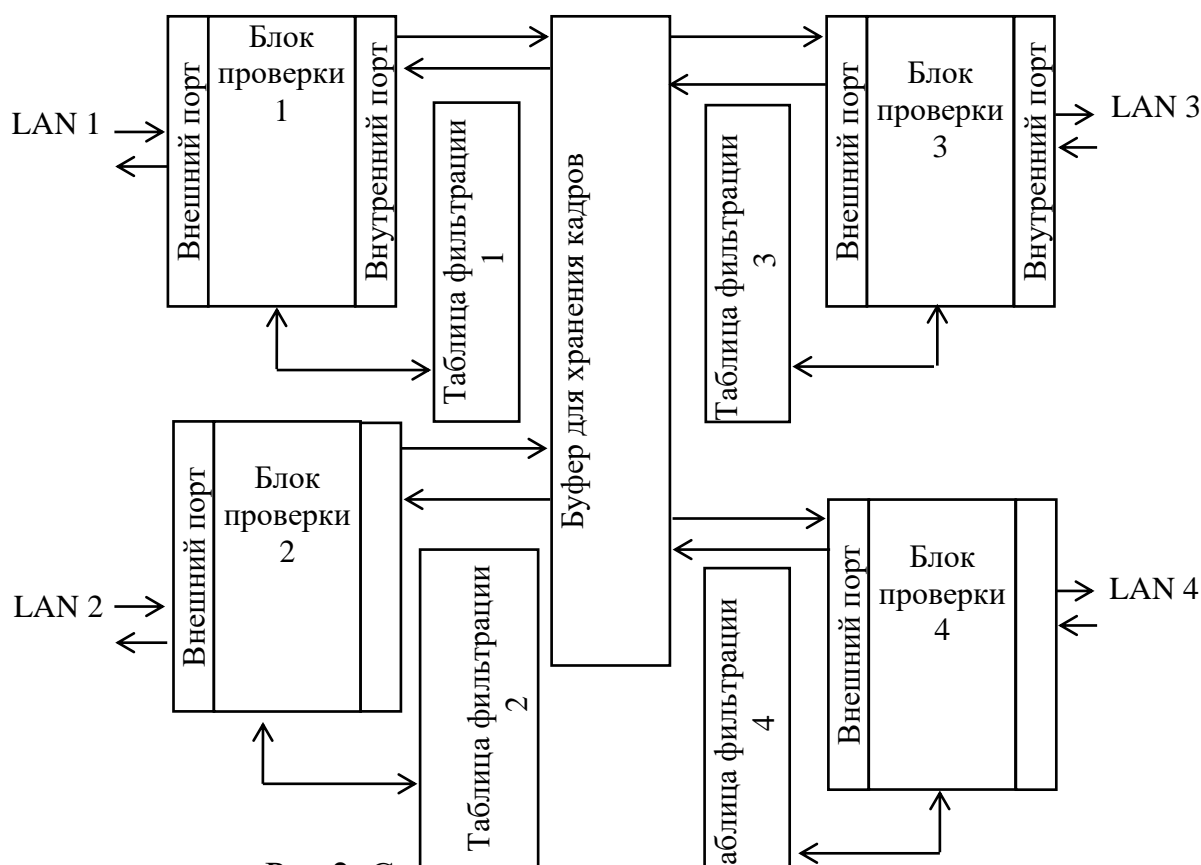 LAN 1
Внешний порт
Блок
проверки
1
Внутренний порт
Таблица фильтрации
1
Буфер для хранения кадров
Таблица фильтрации
3
Внешний порт
Блок
проверки
3
Внутренний порт
LAN 3
LAN 2
Внешний порт
Блок
проверки
2
Таблица фильтрации
2
Таблица фильтрации
4
Внешний порт
Блок
проверки
4
LAN 4